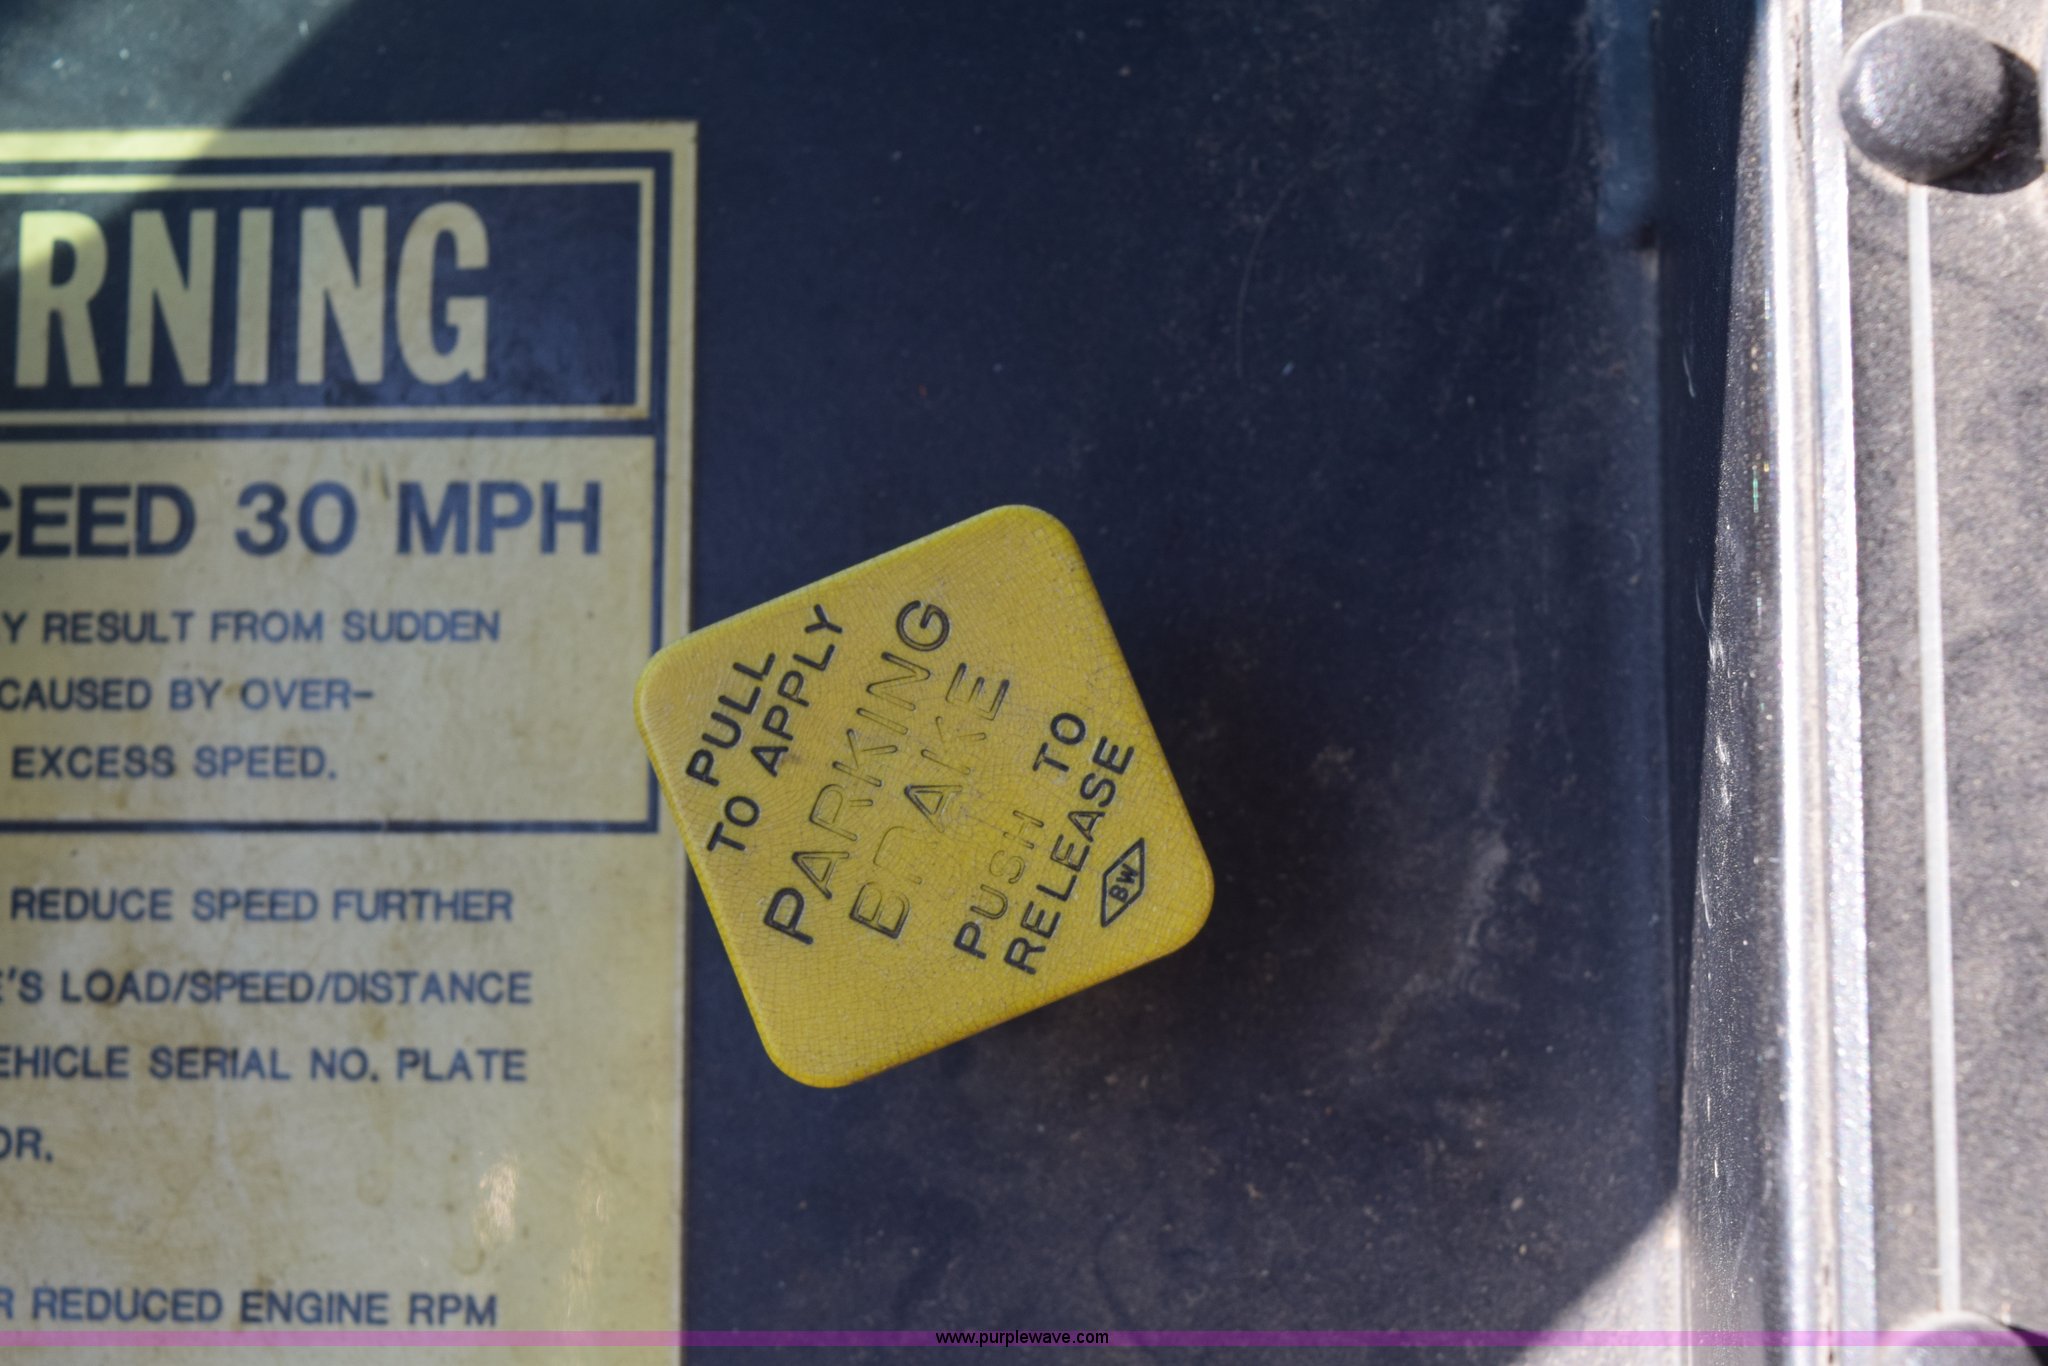 RNING
CEED 30 MPH
Y RESULT FROM SUDDEN
CAUSED BY OVER-
EXCESS SPEED.
REDUCE SPEED FURTHER
E'S LOAD/SPEED/DISTANCE
EHICLE SERIAL NO. PLATE
OR.
R REDUCED ENGINE RPM
PULL
TO APPLY
PARKING
BRAKE
PUSH TO
RELEASE
BW
www.purplewave.com